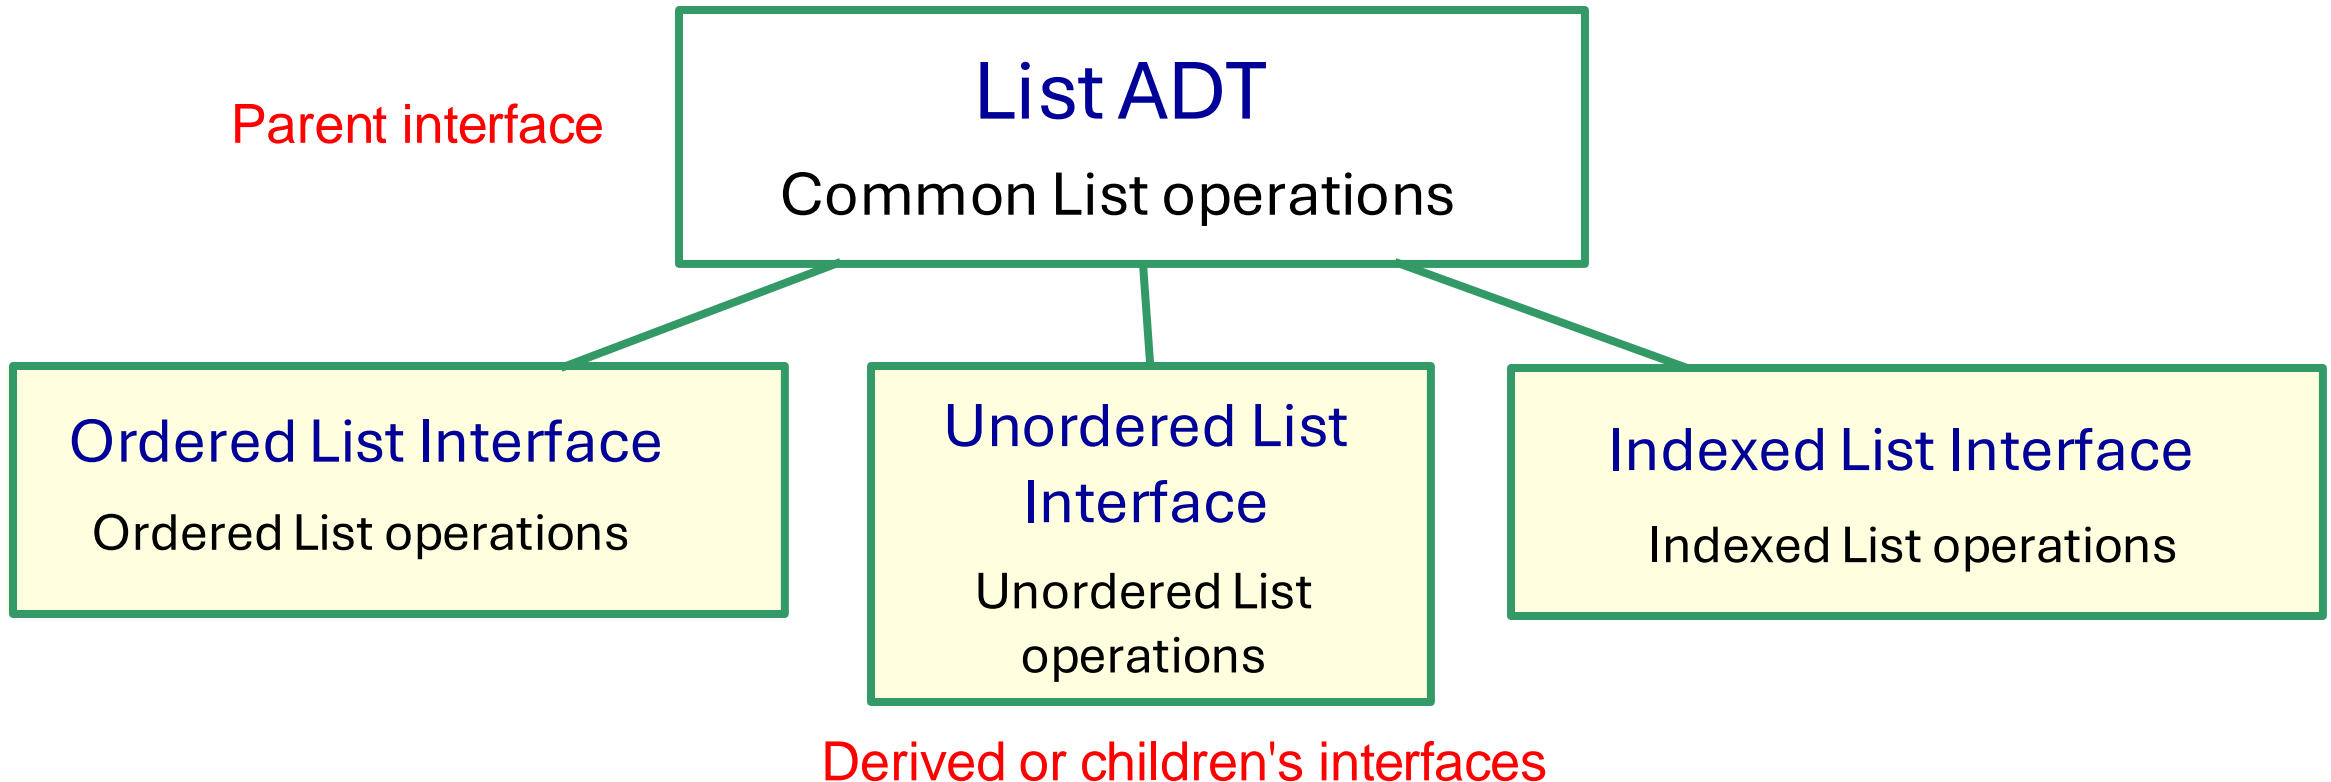 List ADT
Parent interface
Common List operations
Ordered List Interface
Ordered List operations
Unordered List
Interface
Unordered List
operations
Indexed List Interface
Indexed List operations
Derived or children's interfaces